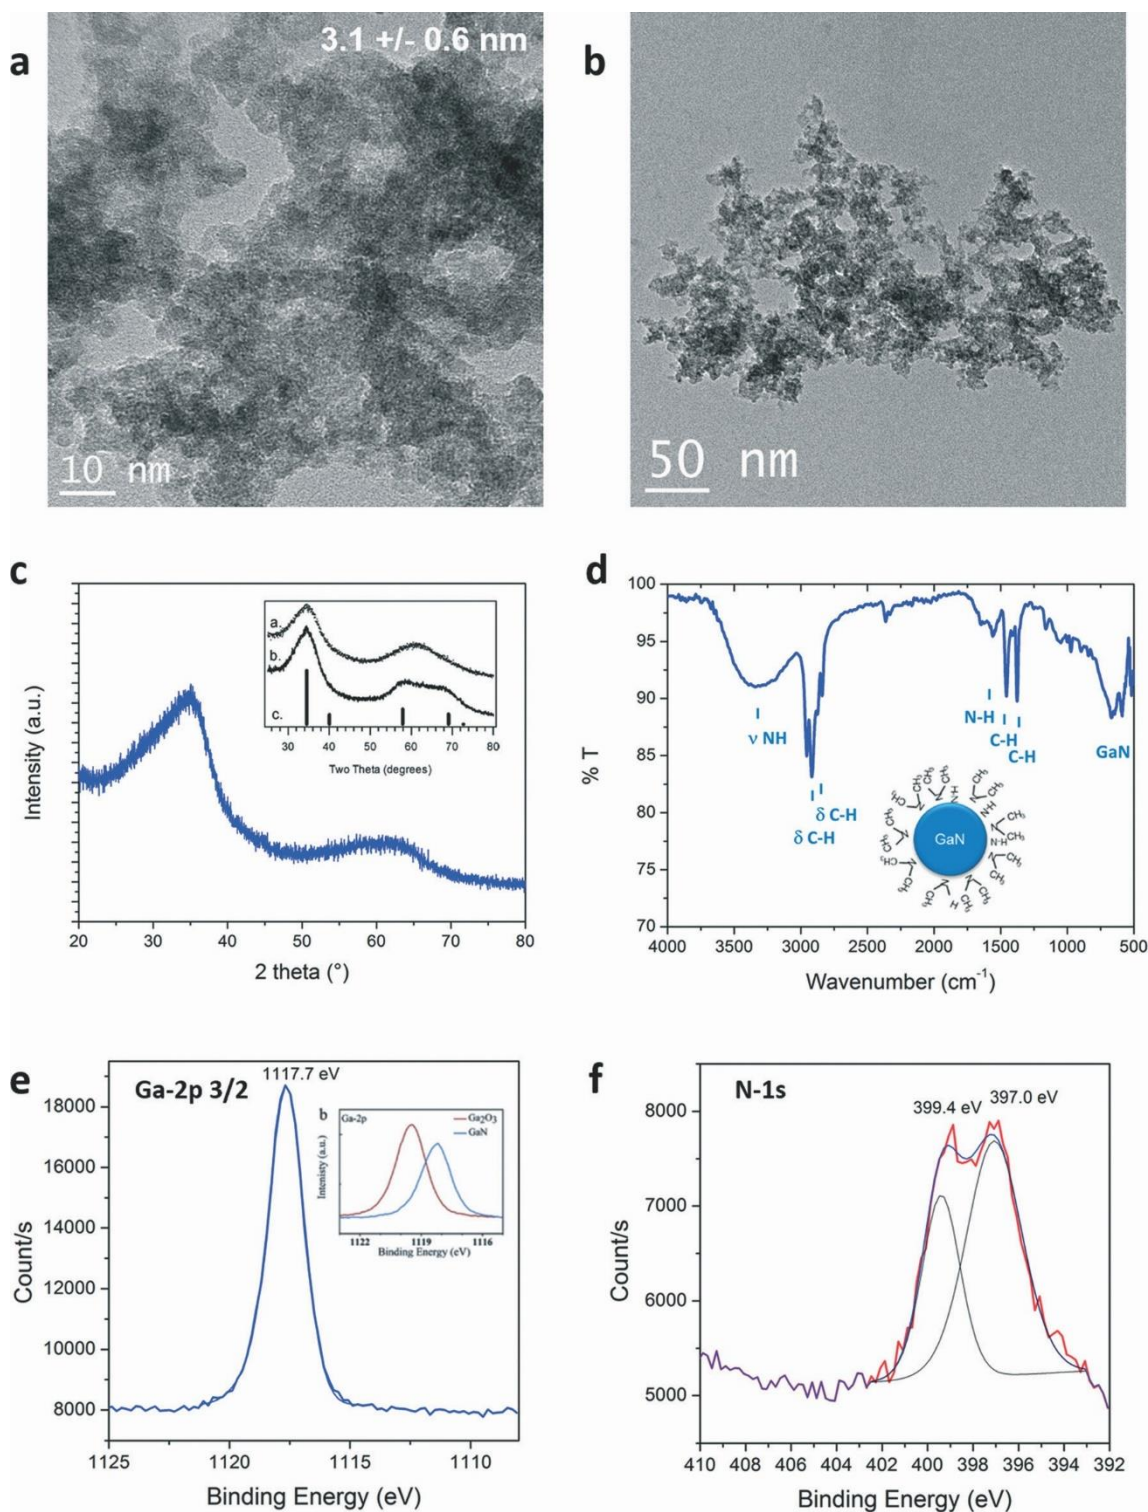 a
3.1 +/- 0.6 nm
10 nm
b
50 nm
c
Intensity (a.u.)
20 30 40 50 60 70 80
2 theta (°)
a.
b.
c.
30 40 50 60 70 80
Two Theta (degrees)
d
% T
100
95
90
85
80
75
70
4000 3500 3000 2500 2000 1500 1000 500
Wavenumber (cm-1)
ν NH
δ C-H
δ C-H
N-H
C-H
C-H
GaN
GaN
e
Ga-2p 3/2
1117.7 eV
Count/s
18000
16000
14000
12000
10000
8000
1125 1120 1115 1110
Binding Energy (eV)
b
Ga-2p
Ga2O3
GaN
Intenisty (a.u.)
1122 1119 1116
Binding Energy (eV)
f
N-1s
399.4 eV
397.0 eV
Count/s
8000
7000
6000
5000
410 408 406 404 402 400 398 396 394 392
Binding Energy (eV)